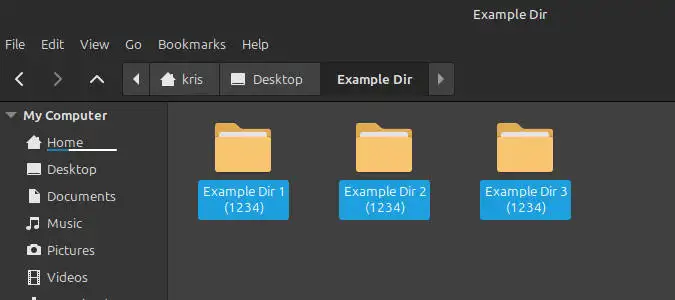 Example Dir
File Edit View Go Bookmarks Help
kris Desktop Example Dir
My Computer
Home
Desktop
Documents
Music
Pictures
Videos
Example Dir 1
(1234)
Example Dir 2
(1234)
Example Dir 3
(1234)